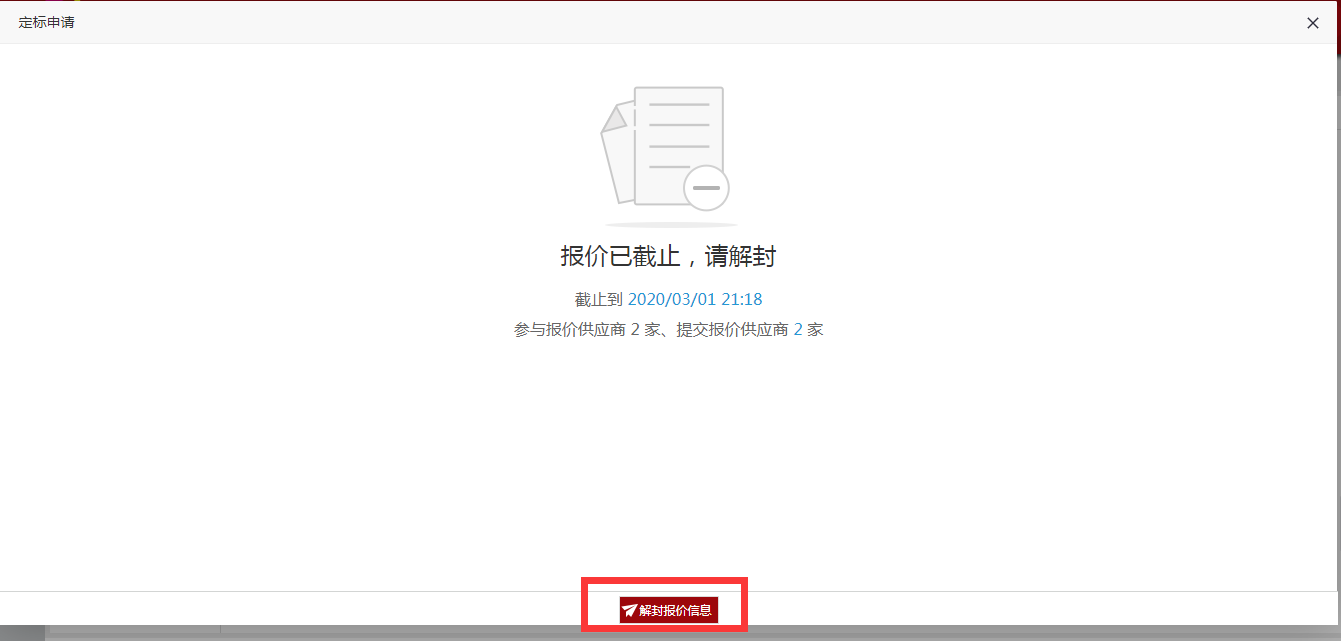 定标申请
报价已截止，请解封
截止到 2020/03/01 21:18
参与报价供应商 2 家、提交报价供应商 2 家
解封报价信息